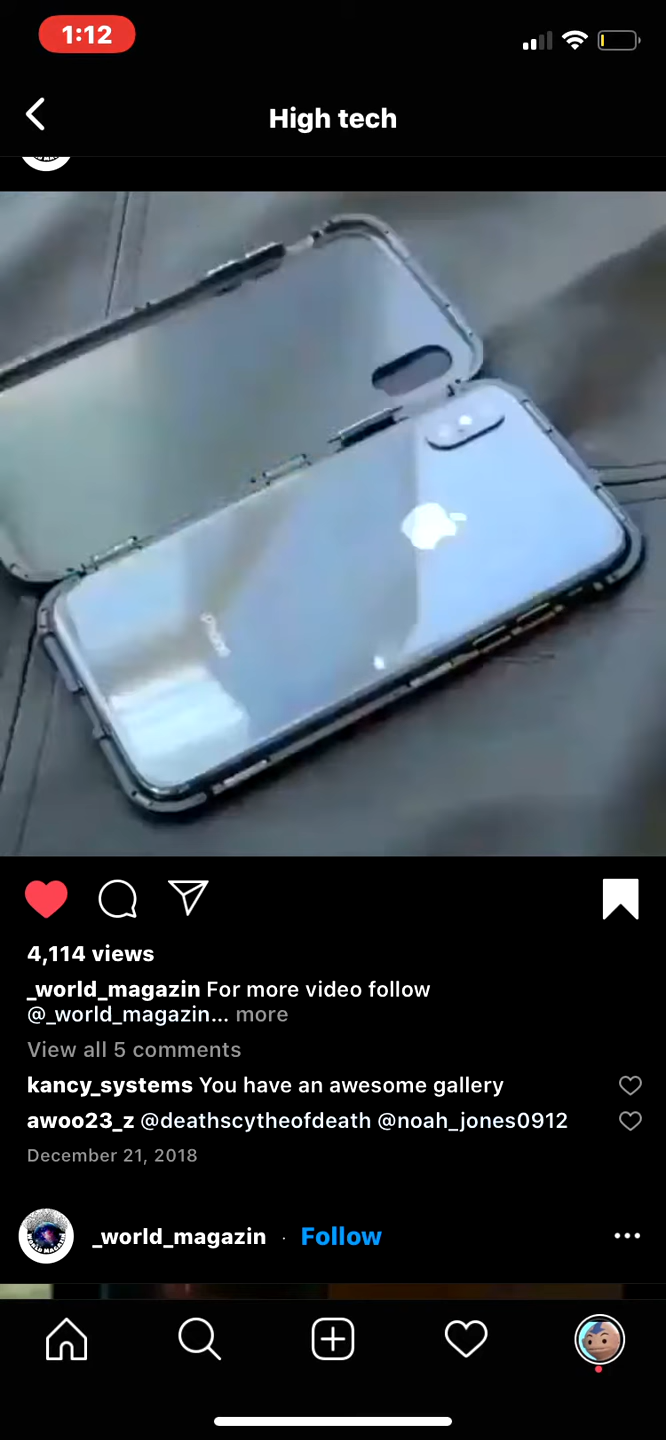 1:12
High tech
iPhone
4,114 views
_world_magazin For more video follow
@_world_magazin... more
View all 5 comments
kancy_systems You have an awesome gallery
awoo23_z @deathscytheofdeath @noah_jones0912
December 21, 2018
_world_magazin · Follow